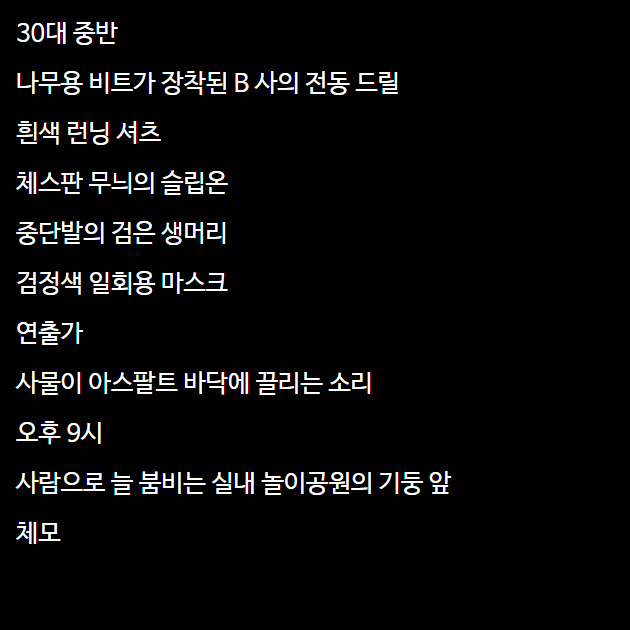 30대 중반
나무용 비트가 장착된 B 사의 전동 드릴
흰색 런닝 셔츠
체스판 무늬의 슬립온
중단발의 검은 생머리
검정색 일회용 마스크
연출가
사물이 아스팔트 바닥에 끌리는 소리
오후 9시
사람으로 늘 붐비는 실내 놀이공원의 기둥 앞
체모